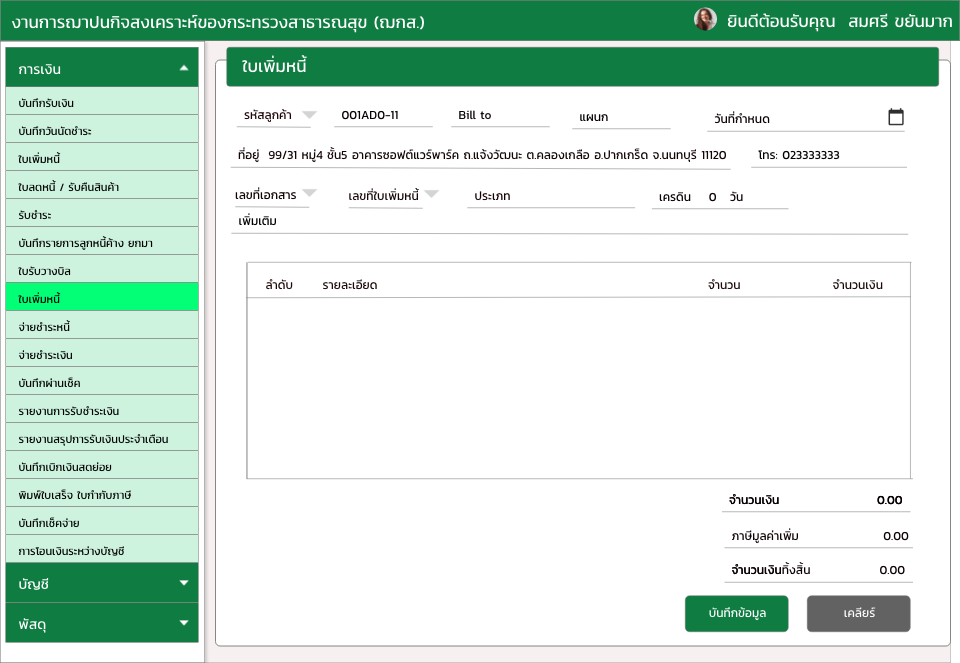 งานการฌาปนกิจสงเคราะห์ของกระทรวงสาธารณสุข (ฌกส.)
ยินดีต้อนรับคุณ สมศรี ขยันมาก
การเงิน
บันทึกรับเงิน
บันทึกวันนัดชำระ
ใบเพิ่มหนี้
ใบลดหนี้ / รับคืนสินค้า
รับชำระ
บันทึกรายการลูกหนี้ค้าง ยกมา
ใบรับวางบิล
ใบเพิ่มหนี้
จ่ายชำระหนี้
จ่ายชำระเงิน
บันทึกผ่านเช็ค
รายงานการรับชำระเงิน
รายงานสรุปการรับเงินประจำเดือน
บันทึกเบิกเงินสดย่อย
พิมพ์ใบเสร็จ ใบกำกับภาษี
บันทึกเช็คจ่าย
การโอนเงินระหว่างบัญชี
บัญชี
พัสดุ
ใบเพิ่มหนี้
รหัสลูกค้า 001AD0-11 Bill to แผนก วันที่กำหนด
ที่อยู่ 99/31 หมู่4 ชั้น5 อาคารซอฟต์แวร์พาร์ค ถ.แจ้งวัฒนะ ต.คลองเกลือ อ.ปากเกร็ด จ.นนทบุรี 11120 โทร: 023333333
เลขที่เอกสาร เลขที่ใบเพิ่มหนี้ ประเภท เครดิน 0 วัน
เพิ่มเติม
ลำดับ รายละเอียด จำนวน จำนวนเงิน
จำนวนเงิน 0.00
ภาษีมูลค่าเพิ่ม 0.00
จำนวนเงินทั้งสิ้น 0.00
บันทึกข้อมูล เคลียร์